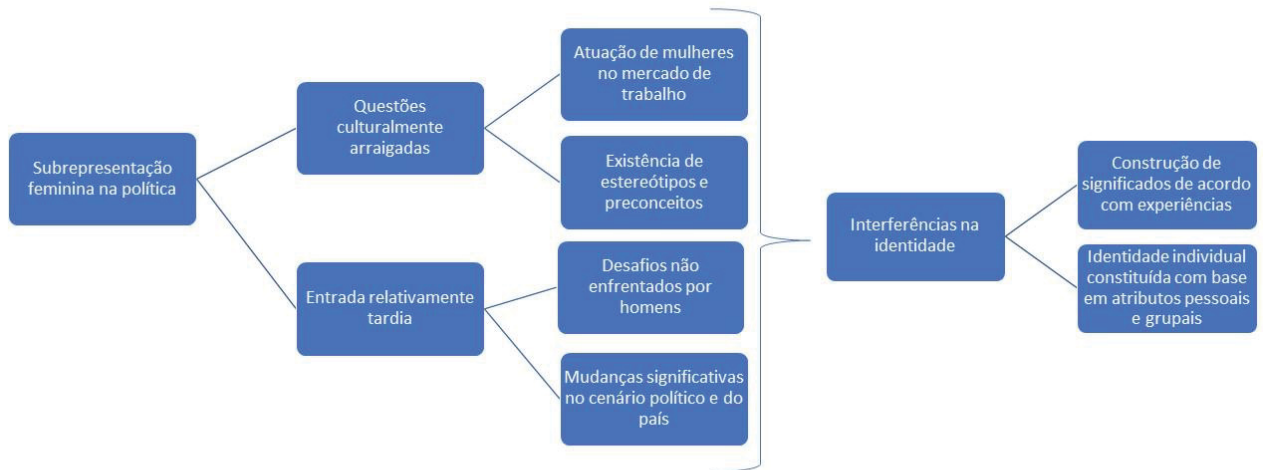 Subrepresentação
feminina na política
Questões
culturalmente
arraigadas
Entrada relativamente
tardia
Atuação de mulheres
no mercado de
trabalho
Existência de
estereótipos e
preconceitos
Desafios não
enfrentados por
homens
Mudanças significativas
no cenário político e do
país
Interferências na
identidade
Construção de
significados de acordo
com experiências
Identidade individual
constituída com base
em atributos pessoais
e grupais